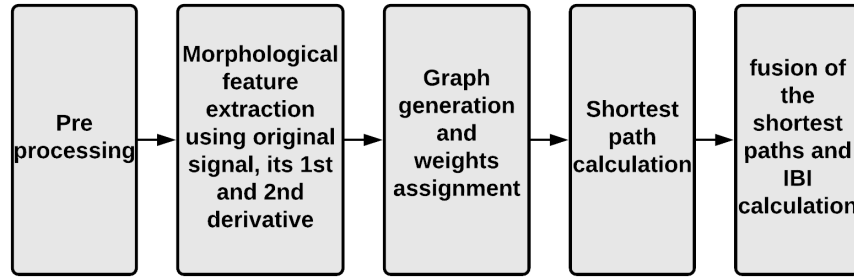 Pre
processing
Morphological
feature
extraction
using original
signal, its 1st
and 2nd
derivative
Graph
generation
and
weights
assignment
Shortest
path
calculation
fusion of
the
shortest
paths and
IBI
calculation